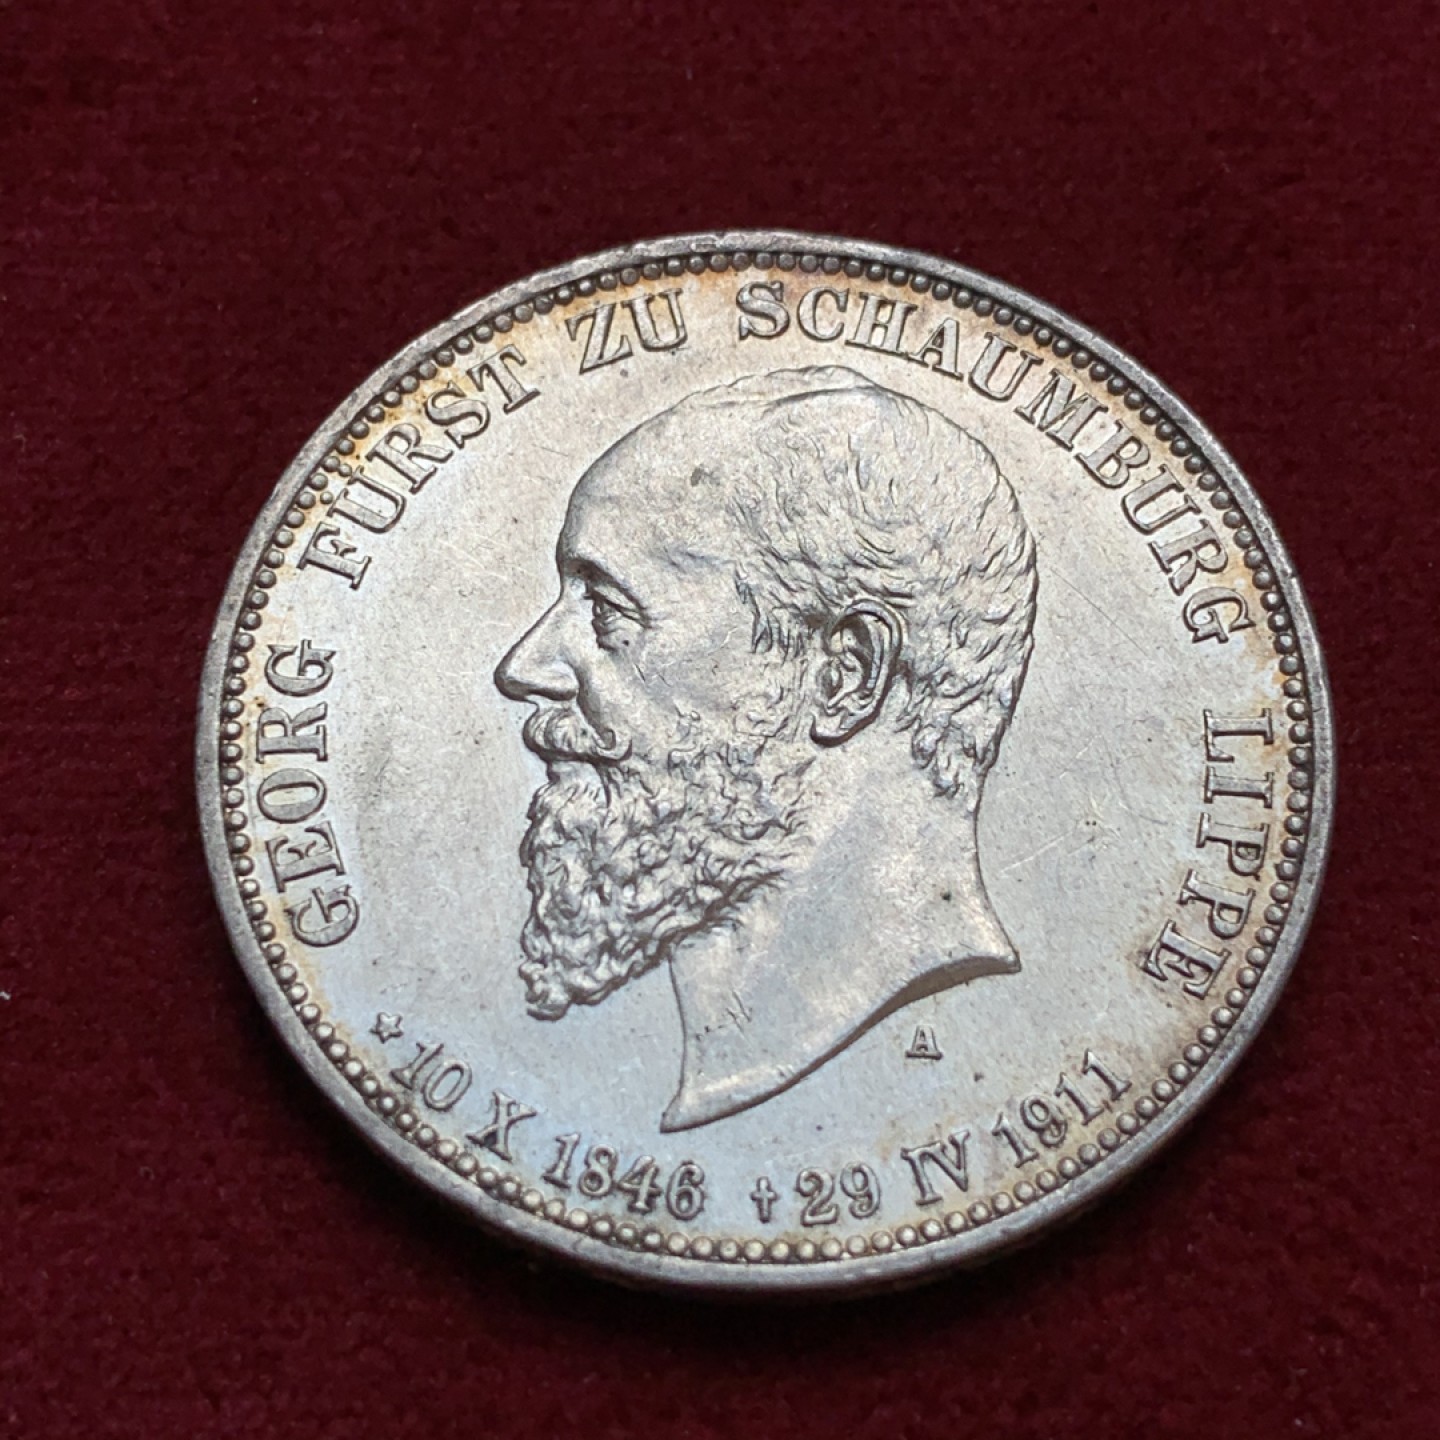 GEORG FÜRST ZU SCHAUMBURG LIPPE
* 10 X 1846 † 29 IV 1911
A